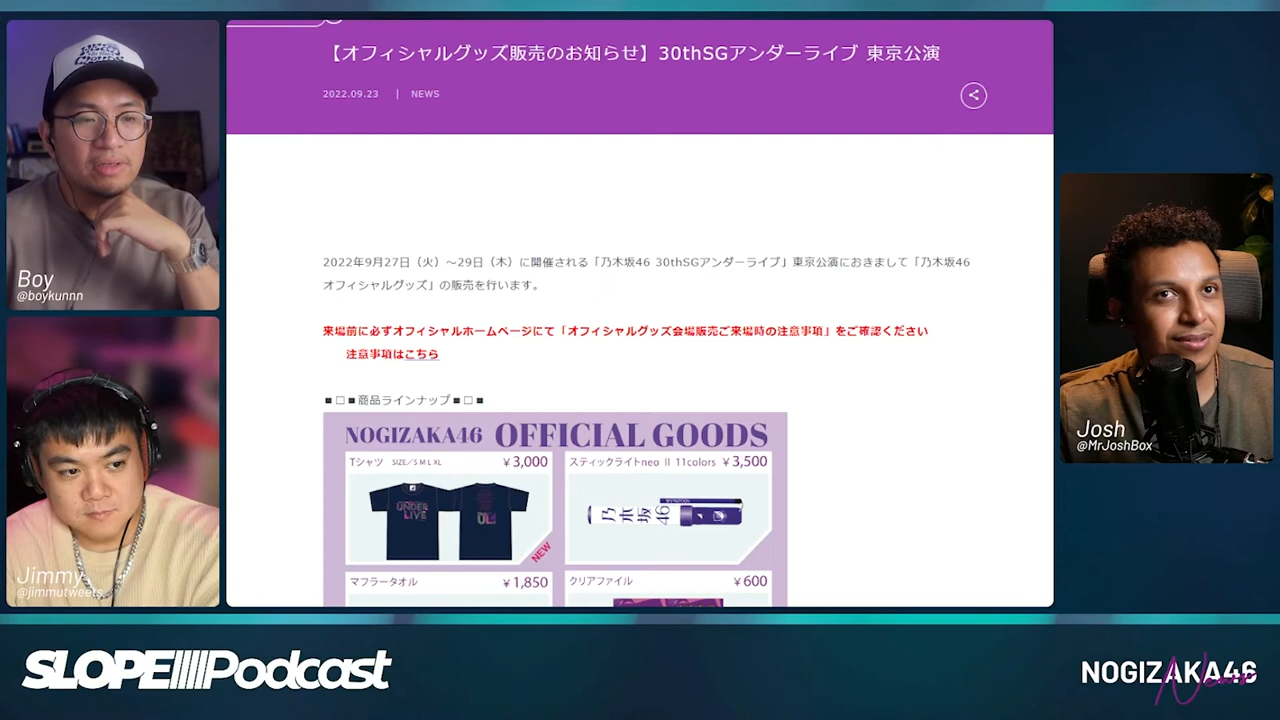 【オフィシャルグッズ販売のお知らせ】30thSGアンダーライブ 東京公演
2022.09.23 | NEWS
2022年9月27日（火）～29日（木）に開催される「乃木坂46 30thSGアンダーライブ」東京公演におきまして「乃木坂46
オフィシャルグッズ」の販売を行います。
来場前に必ずオフィシャルホームページにて「オフィシャルグッズ会場販売ご来場時の注意事項」をご確認ください
注意事項はこちら
■□■商品ラインナップ■□■
NOGIZAKA46 OFFICIAL GOODS
Tシャツ SIZE／S M L XL ¥3,000
スティックライトneo II 11colors ¥3,500
UNDER
LIVE
UL
乃木坂46
NEW
マフラータオル ¥1,850
クリアファイル ¥600
Boy
@boykunnn
Jimmy
@jimmutweets
Josh
@MrJoshBox
SLOPE Podcast
NOGIZAKA46
News